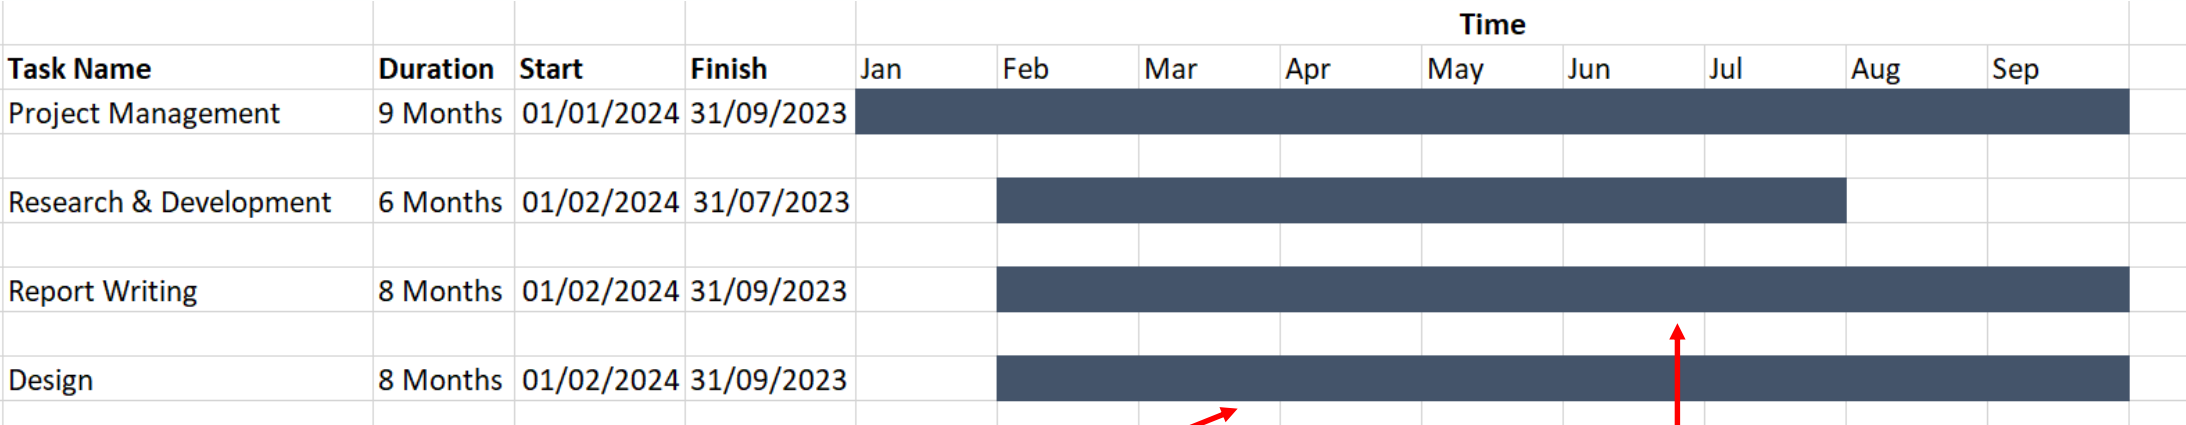 Time
Task Name Duration Start Finish Jan Feb Mar Apr May Jun Jul Aug Sep
Project Management 9 Months 01/01/2024 31/09/2023
Research & Development 6 Months 01/02/2024 31/07/2023
Report Writing 8 Months 01/02/2024 31/09/2023
Design 8 Months 01/02/2024 31/09/2023